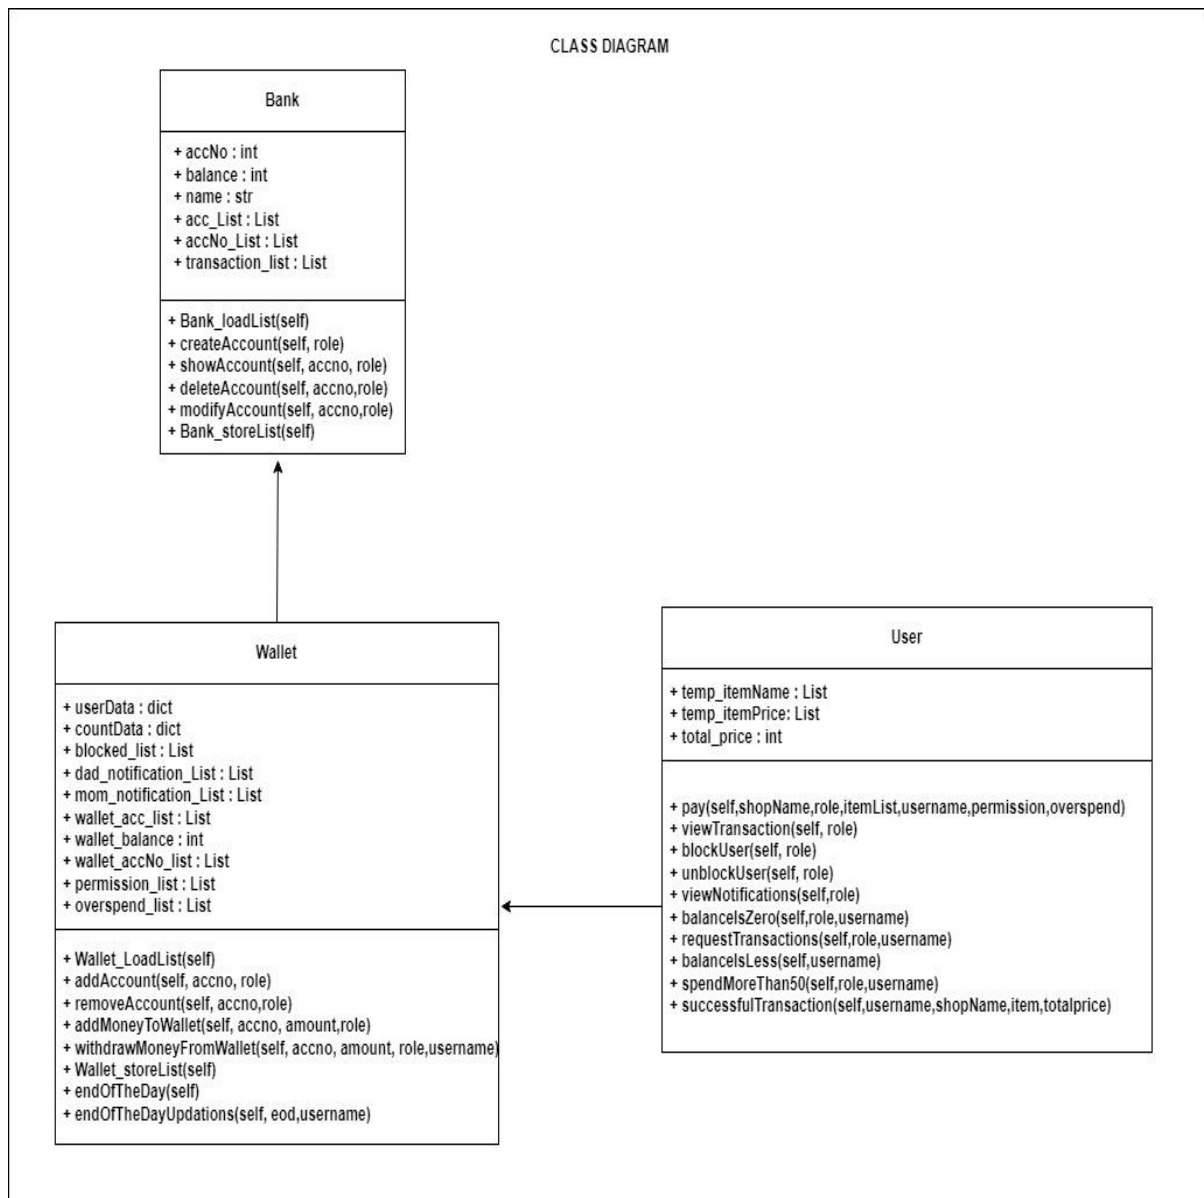 CLASS DIAGRAM
Bank
+ accNo : int
+ balance : int
+ name : str
+ acc_List : List
+ accNo_List : List
+ transaction_list : List
+ Bank_loadList(self)
+ createAccount(self, role)
+ showAccount(self, accno, role)
+ deleteAccount(self, accno,role)
+ modifyAccount(self, accno,role)
+ Bank_storeList(self)
Wallet
+ userData : dict
+ countData : dict
+ blocked_list : List
+ dad_notification_List : List
+ mom_notification_List : List
+ wallet_acc_list : List
+ wallet_balance : int
+ wallet_accNo_list : List
+ permission_list : List
+ overspend_list : List
+ Wallet_LoadList(self)
+ addAccount(self, accno, role)
+ removeAccount(self, accno,role)
+ addMoneyToWallet(self, accno, amount,role)
+ withdrawMoneyFromWallet(self, accno, amount, role,username)
+ Wallet_storeList(self)
+ endOfTheDay(self)
+ endOfTheDayUpdations(self, eod,username)
User
+ temp_itemName : List
+ temp_itemPrice: List
+ total_price : int
+ pay(self,shopName,role,itemList,username,permission,overspend)
+ viewTransaction(self, role)
+ blockUser(self, role)
+ unblockUser(self, role)
+ viewNotifications(self,role)
+ balanceIsZero(self,role,username)
+ requestTransactions(self,role,username)
+ balanceIsLess(self,username)
+ spendMoreThan50(self,role,username)
+ successfulTransaction(self,username,shopName,item,totalprice)